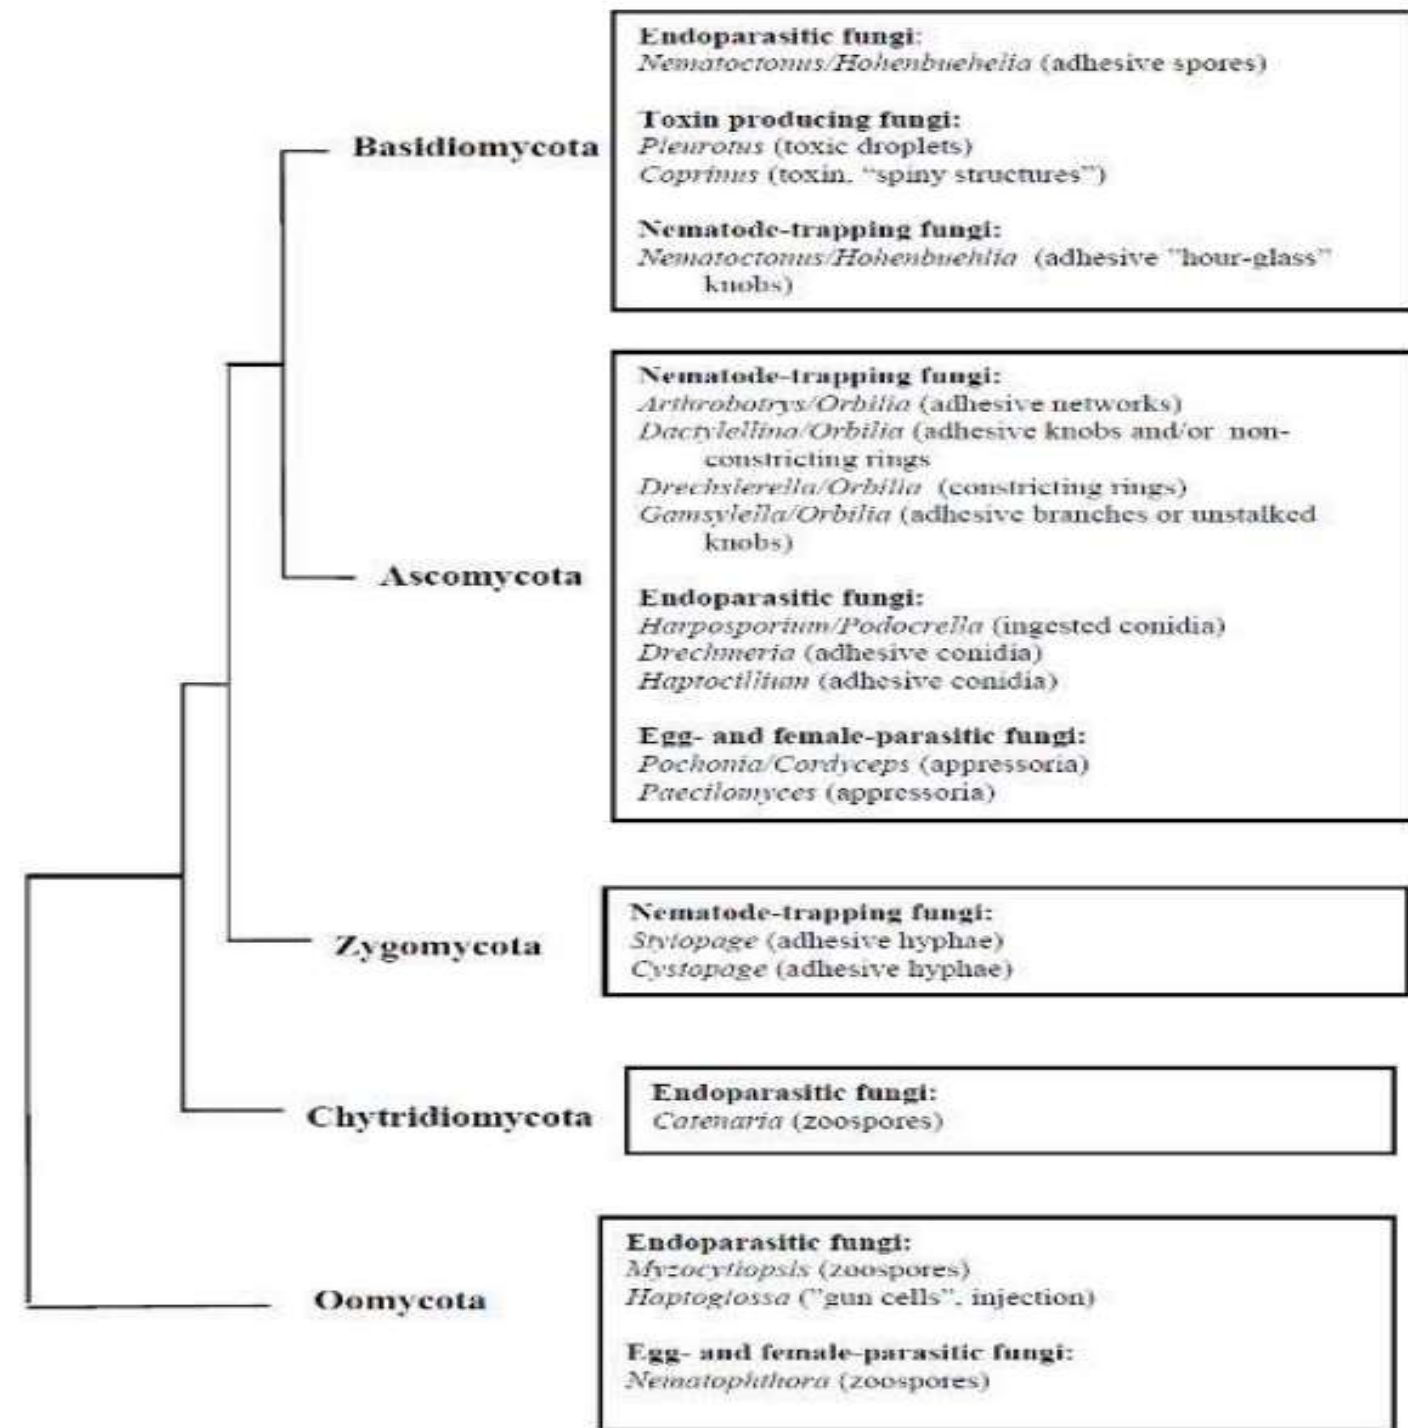 Endoparasitic fungi:
Nematoctonus/Hohenbuehelia (adhesive spores)
Toxin producing fungi:
Pleurotus (toxic droplets)
Coprinus (toxin, “spiny structures”)
Nematode-trapping fungi:
Nematoctonus/Hohenbuehlia (adhesive ”hour-glass”
knobs)
Basidiomycota
Nematode-trapping fungi:
Arthrobotrys/Orbilia (adhesive networks)
Dactylellina/Orbilia (adhesive knobs and/or non-
constricting rings
Drechslerella/Orbilia (constricting rings)
Gamsylella/Orbilia (adhesive branches or unstalked
knobs)
Endoparasitic fungi:
Harposporium/Podocrella (ingested conidia)
Drechmeria (adhesive conidia)
Haptocillium (adhesive conidia)
Egg- and female-parasitic fungi:
Pochonia/Cordyceps (appressoria)
Paecilomyces (appressoria)
Ascomycota
Nematode-trapping fungi:
Stylopage (adhesive hyphae)
Cystopage (adhesive hyphae)
Zygomycota
Endoparasitic fungi:
Catenaria (zoospores)
Chytridiomycota
Endoparasitic fungi:
Myzocytiopsis (zoospores)
Haptoglossa (”gun cells”, injection)
Egg- and female-parasitic fungi:
Nematophthora (zoospores)
Oomycota